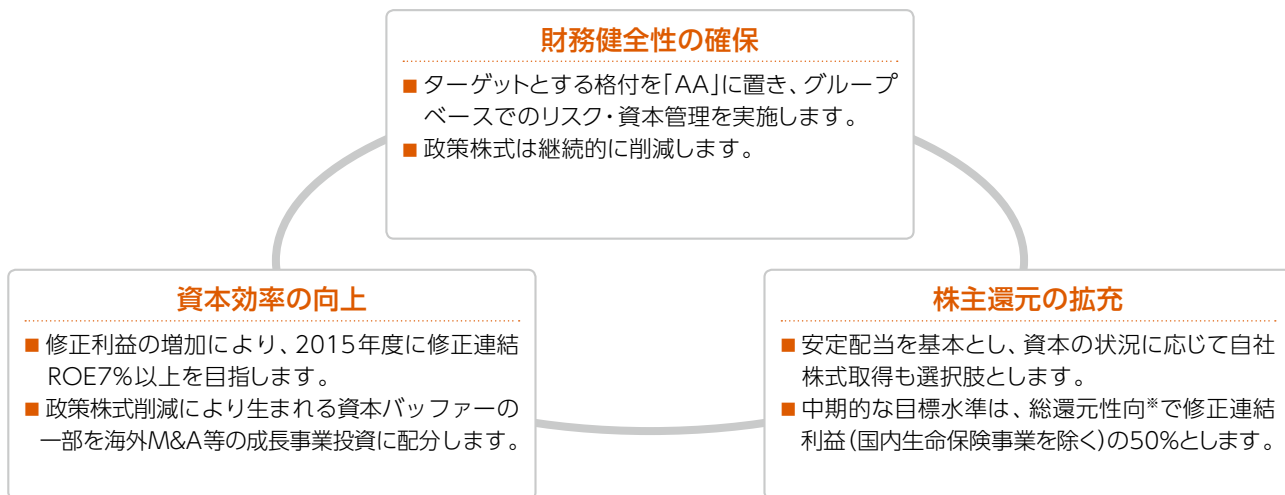 財務健全性の確保
■ ターゲットとする格付を「AA」に置き、グループ
ベースでのリスク・資本管理を実施します。
■ 政策株式は継続的に削減します。
資本効率の向上
■ 修正利益の増加により、2015年度に修正連結
ROE7%以上を目指します。
■ 政策株式削減により生まれる資本バッファーの
一部を海外M&A等の成長事業投資に配分します。
株主還元の拡充
■ 安定配当を基本とし、資本の状況に応じて自社
株式取得も選択肢とします。
■ 中期的な目標水準は、総還元性向※で修正連結
利益(国内生命保険事業を除く)の50%とします。